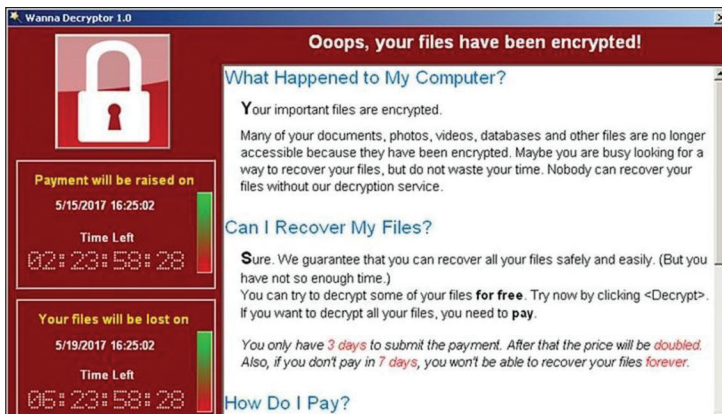 Wanna Decryptor 1.0
Ooops, your files have been encrypted!
Payment will be raised on
5/15/2017 16:25:02
Time Left
02:23:58:28
Your files will be lost on
5/19/2017 16:25:02
Time Left
06:23:58:28
What Happened to My Computer?
Your important files are encrypted.
Many of your documents, photos, videos, databases and other files are no longer
accessible because they have been encrypted. Maybe you are busy looking for a
way to recover your files, but do not waste your time. Nobody can recover your
files without our decryption service.
Can I Recover My Files?
Sure. We guarantee that you can recover all your files safely and easily. (But you
have not so enough time.)
You can try to decrypt some of your files for free. Try now by clicking <Decrypt>.
If you want to decrypt all your files, you need to pay.
You only have 3 days to submit the payment. After that the price will be doubled.
Also, if you don't pay in 7 days, you won't be able to recover your files forever.
How Do I Pay?